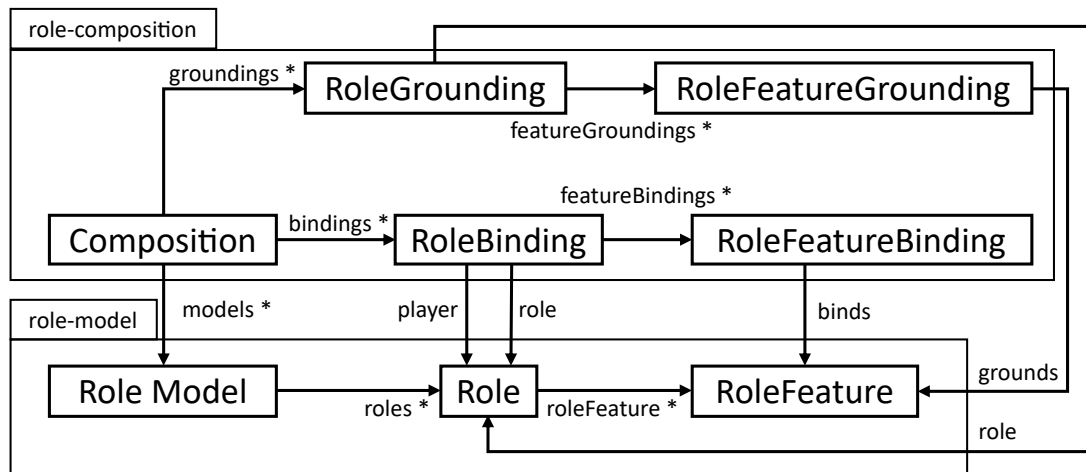 role-composition
groundings *
RoleGrounding
RoleFeatureGrounding
featureGroundings *
featureBindings *
Composition
bindings *
RoleBinding
RoleFeatureBinding
models *
player
role
binds
role-model
Role Model
roles *
Role
roleFeature *
RoleFeature
grounds
role